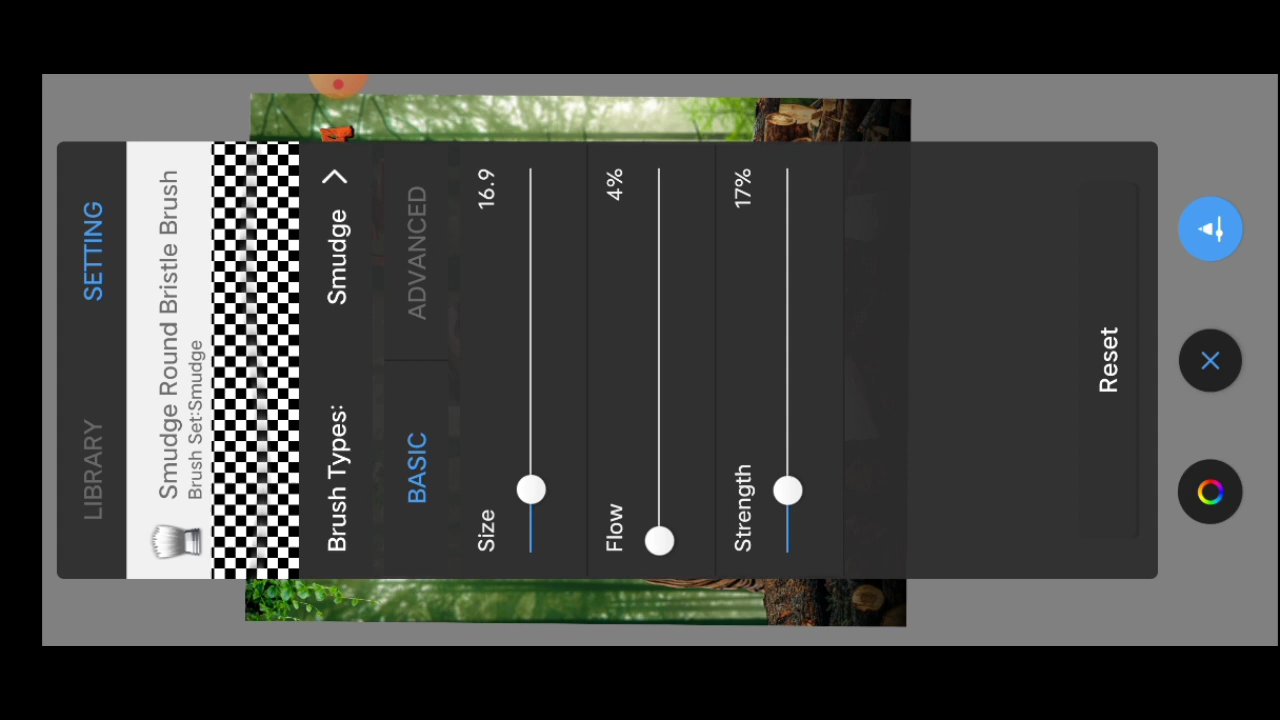 LIBRARY SETTING
Smudge Round Bristle Brush
Brush Set:Smudge
Brush Types: Smudge
BASIC ADVANCED
Size 16.9
Flow 4%
Strength 17%
Reset